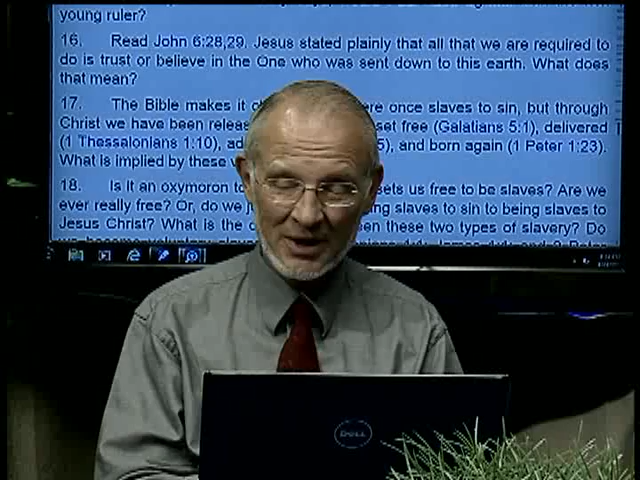 young ruler?
16. Read John 6:28,29. Jesus stated plainly that all that we are required to
do is trust or believe in the One who was sent down to this earth. What does
that mean?
17. The Bible makes it ere once slaves to sin, but through
Christ we have been relea set free (Galatians 5:1), delivered
(1 Thessalonians 1:10), ad 5), and born again (1 Peter 1:23).
What is implied by these
18. Is it an oxymoron to sets us free to be slaves? Are we
ever really free? Or, do we ju ng slaves to sin to being slaves to
Jesus Christ? What is the een these two types of slavery? Do
DELL